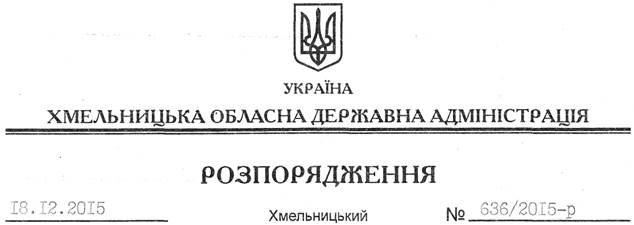 УКРАЇНА
ХМЕЛЬНИЦЬКА ОБЛАСНА ДЕРЖАВНА АДМІНІСТРАЦІЯ
РОЗПОРЯДЖЕННЯ
18.12.2015 Хмельницький № 636/2015-р